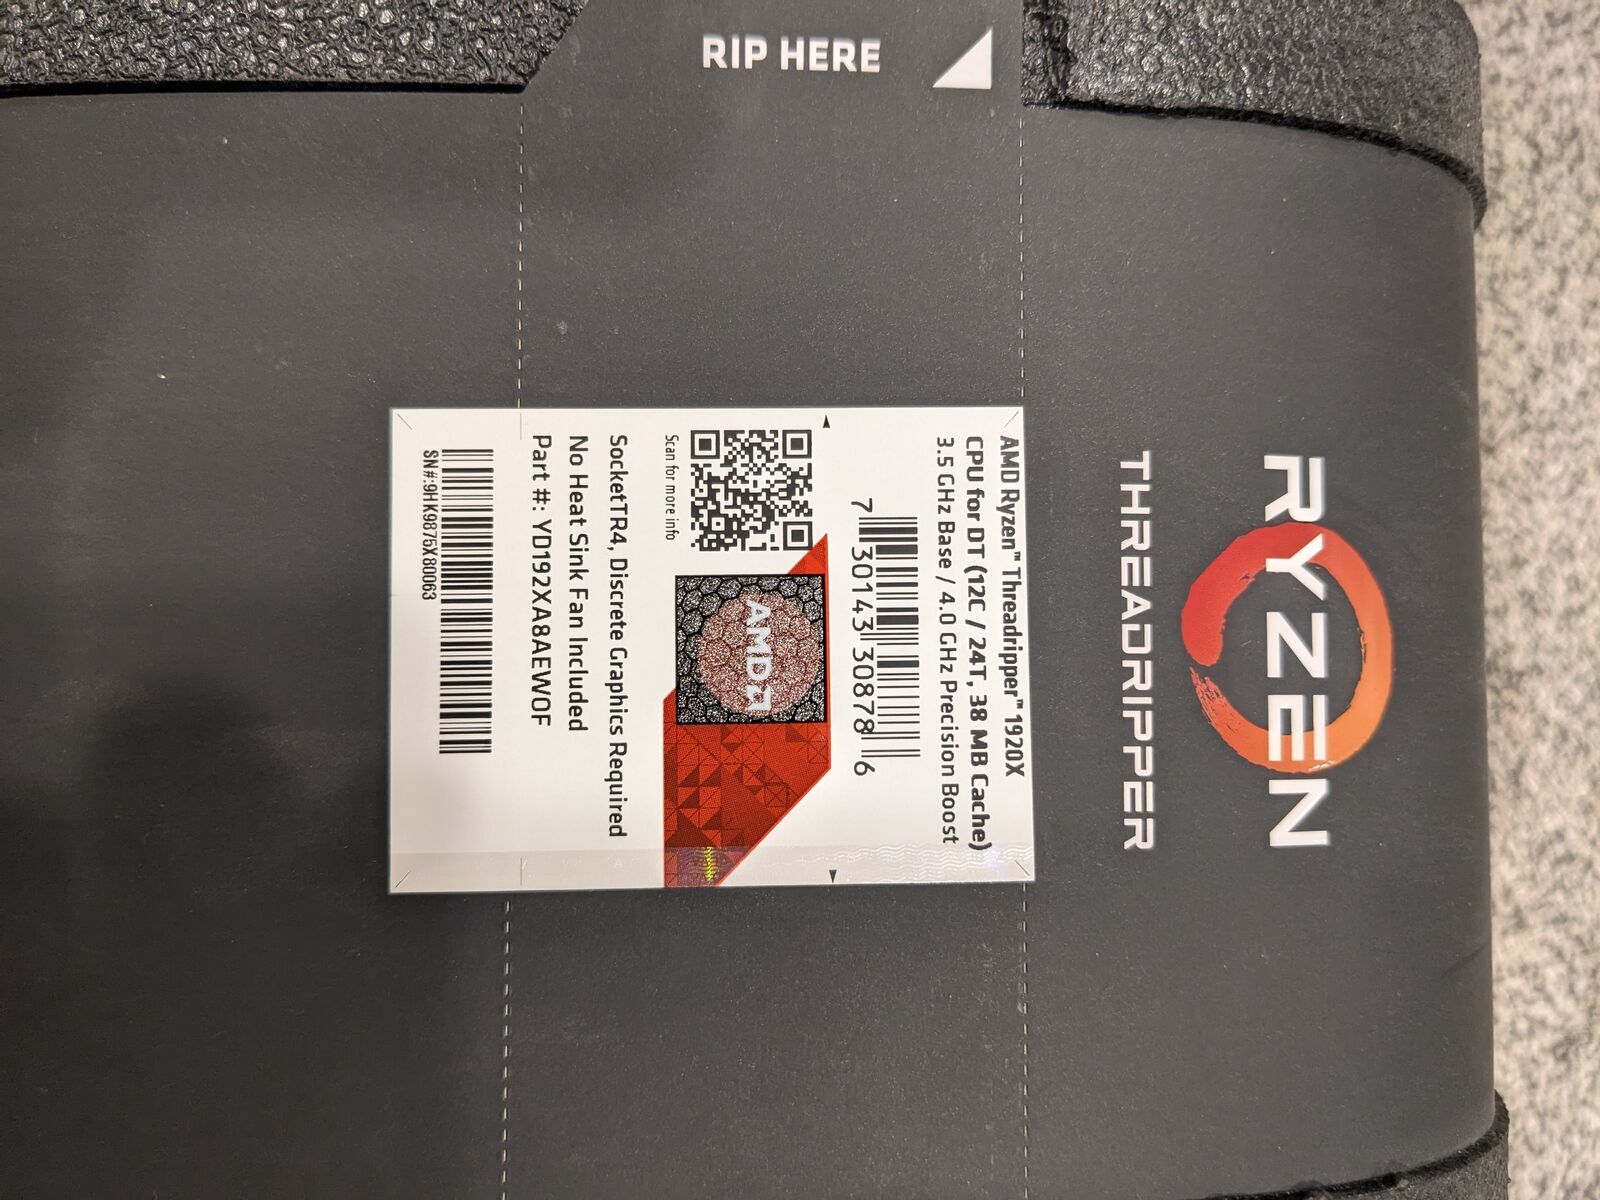 RIP HERE
RYZEN
THREADRIPPER
AMD Ryzen™ Threadripper™ 1920X
CPU for DT (12C / 24T, 38 MB Cache)
3.5 GHz Base / 4.0 GHz Precision Boost
7 30143 30878 6
AMD
Scan for more info
SocketTR4, Discrete Graphics Required
No Heat Sink Fan Included
Part #: YD192XA8AEWOF
SN#:9HK9875X80063